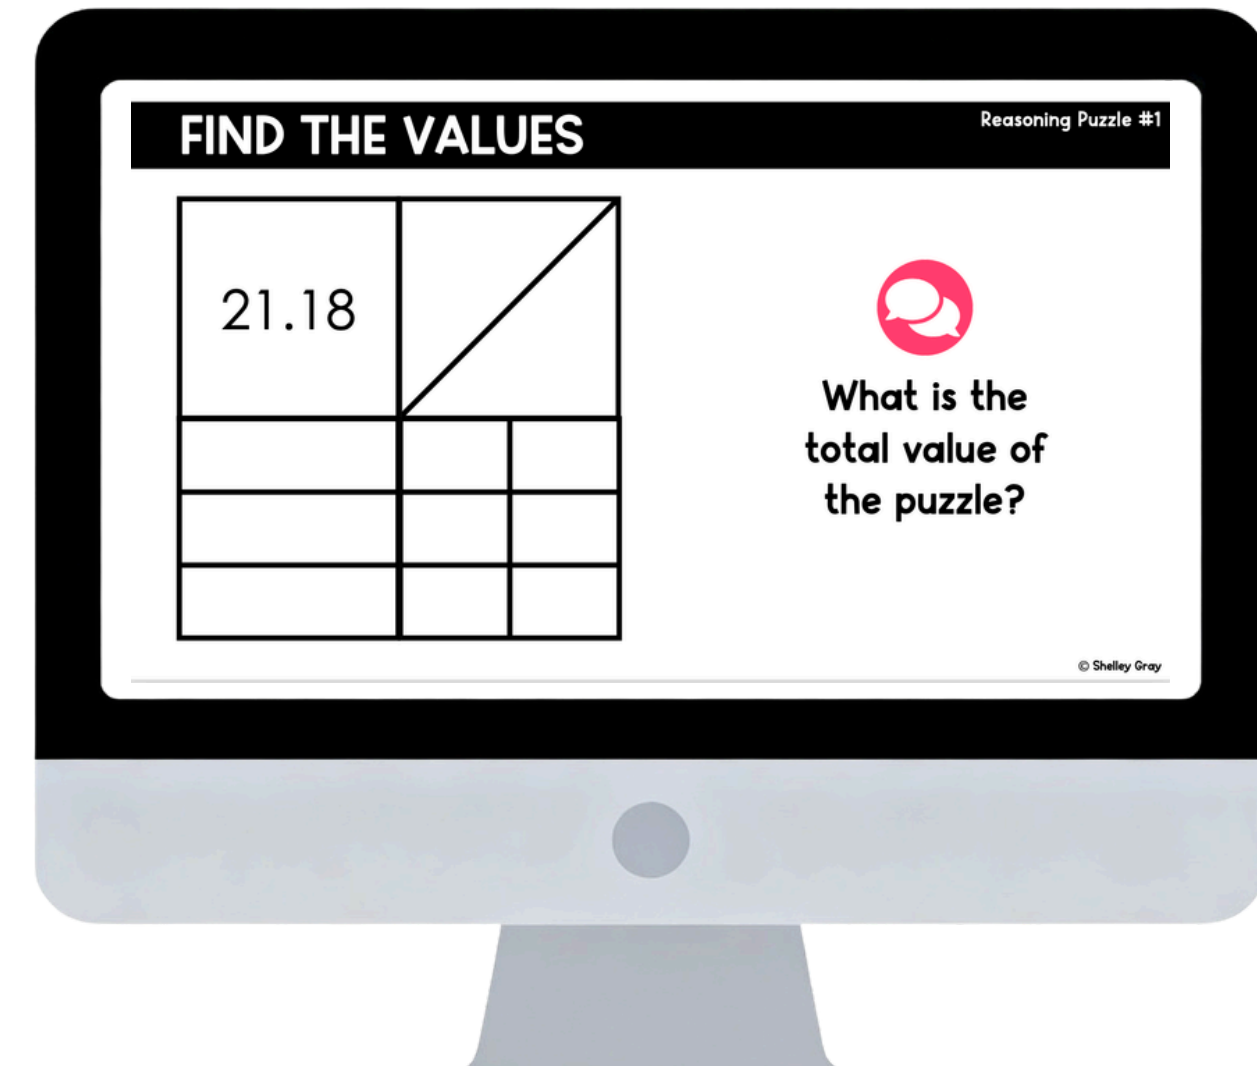 FIND THE VALUES
Reasoning Puzzle #1
21.18
What is the
total value of
the puzzle?
© Shelley Gray